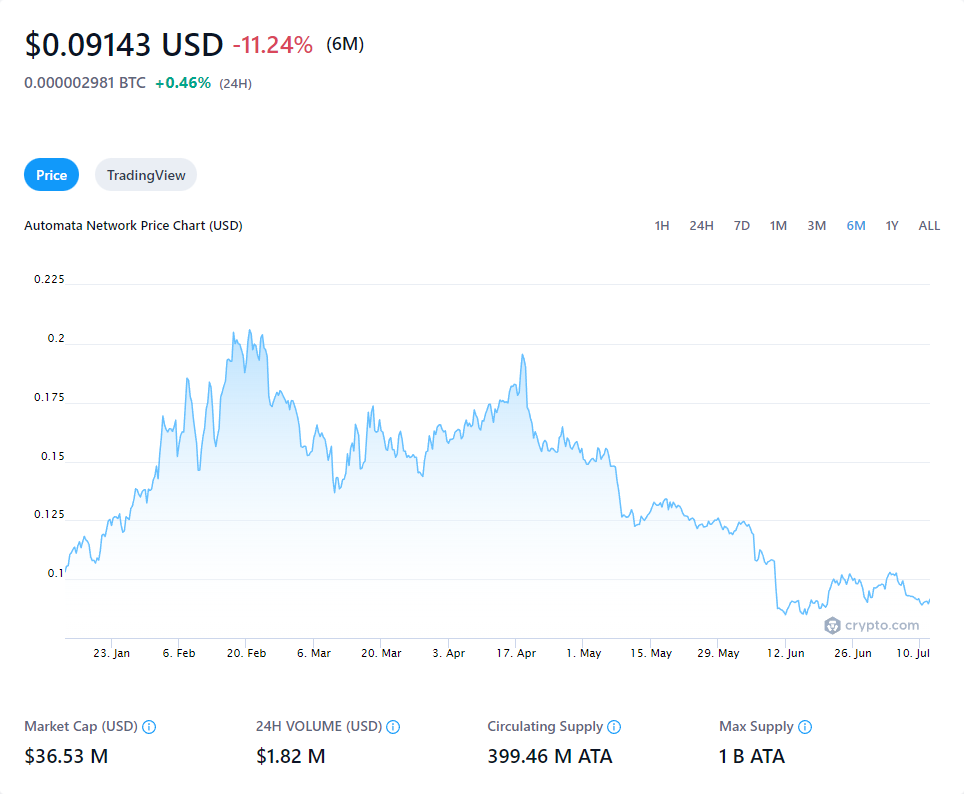 $0.09143 USD -11.24% (6M)
0.000002981 BTC +0.46% (24H)
Price TradingView
Automata Network Price Chart (USD) 1H 24H 7D 1M 3M 6M 1Y ALL
0.225
0.2
0.175
0.15
0.125
0.1
crypto.com
23. Jan 6. Feb 20. Feb 6. Mar 20. Mar 3. Apr 17. Apr 1. May 15. May 29. May 12. Jun 26. Jun 10. Jul
Market Cap (USD) 24H VOLUME (USD) Circulating Supply Max Supply
$36.53 M $1.82 M 399.46 M ATA 1 B ATA